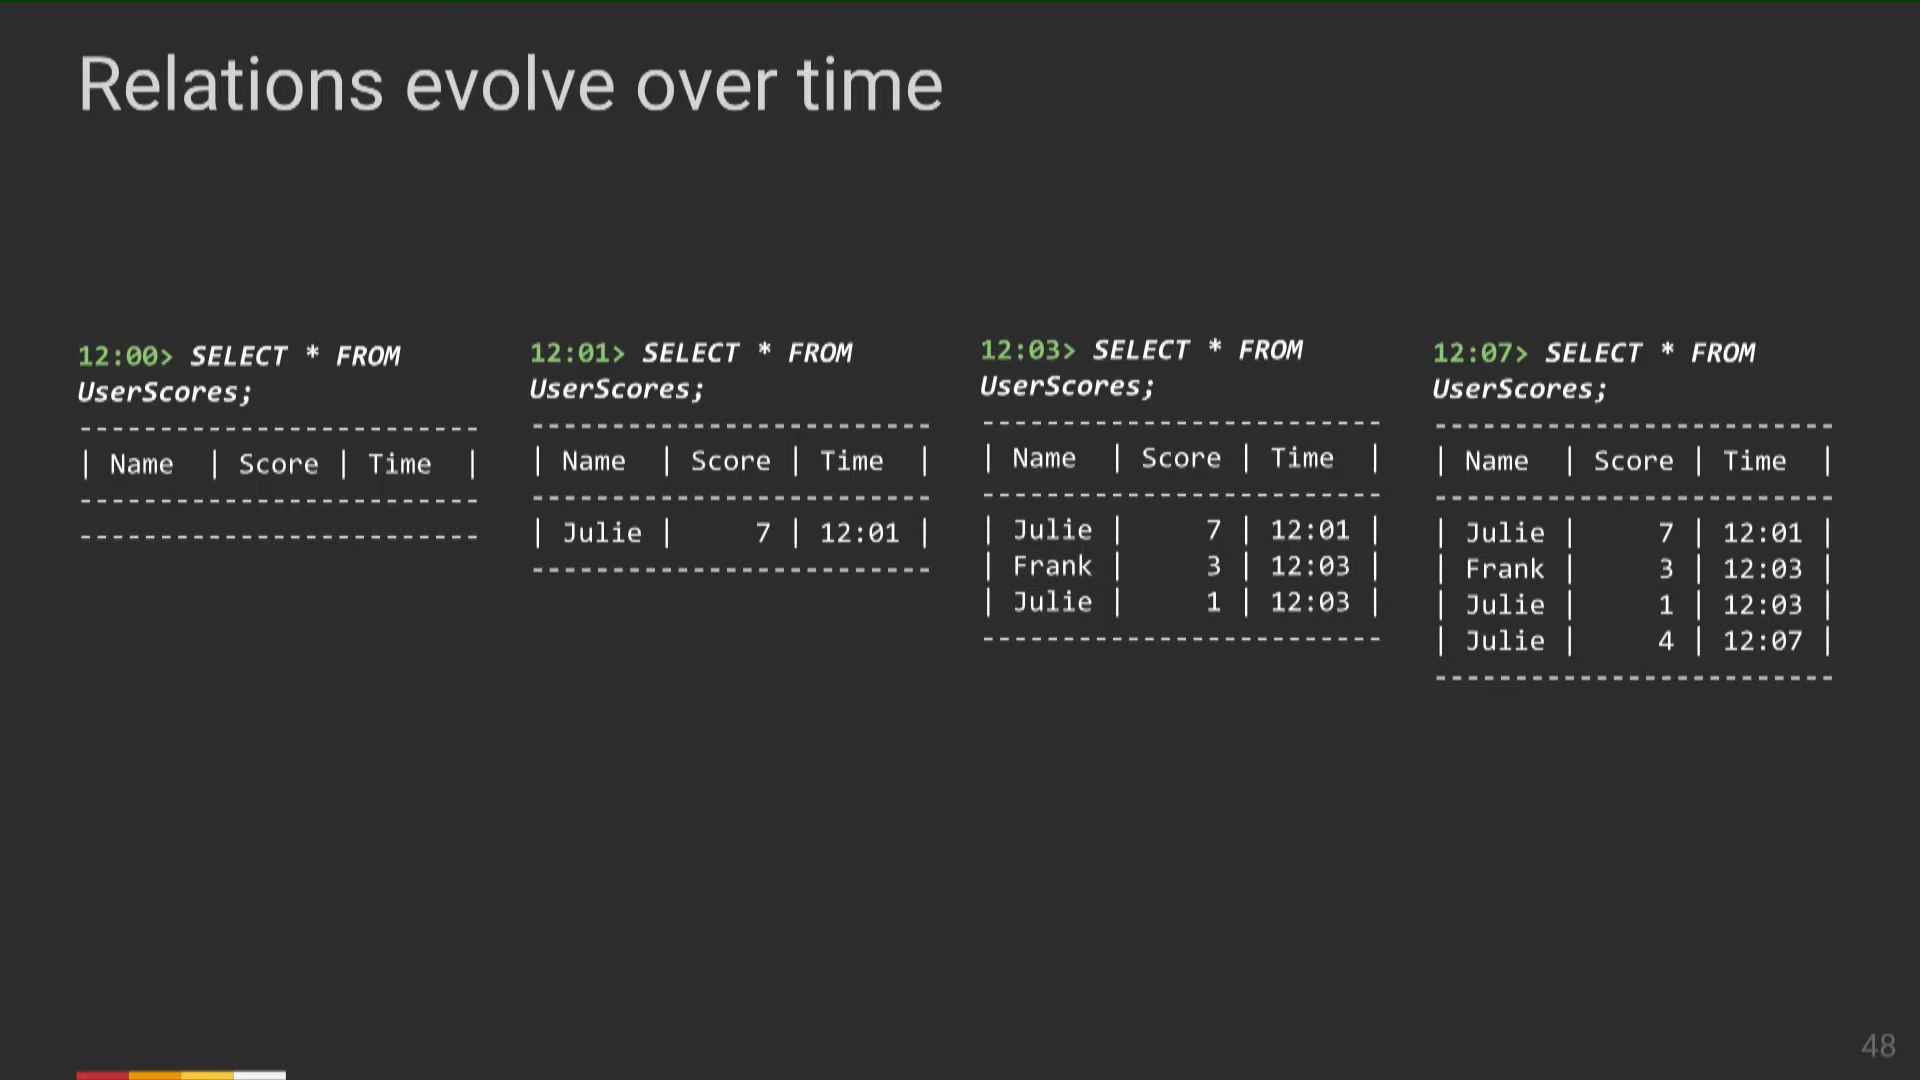 Relations evolve over time
12:00> SELECT * FROM
UserScores;
-------------------------
| Name  | Score | Time  |
-------------------------
-------------------------
12:01> SELECT * FROM
UserScores;
-------------------------
| Name  | Score | Time  |
-------------------------
| Julie |     7 | 12:01 |
-------------------------
12:03> SELECT * FROM
UserScores;
-------------------------
| Name  | Score | Time  |
-------------------------
| Julie |     7 | 12:01 |
| Frank |     3 | 12:03 |
| Julie |     1 | 12:03 |
-------------------------
12:07> SELECT * FROM
UserScores;
-------------------------
| Name  | Score | Time  |
-------------------------
| Julie |     7 | 12:01 |
| Frank |     3 | 12:03 |
| Julie |     1 | 12:03 |
| Julie |     4 | 12:07 |
-------------------------
48